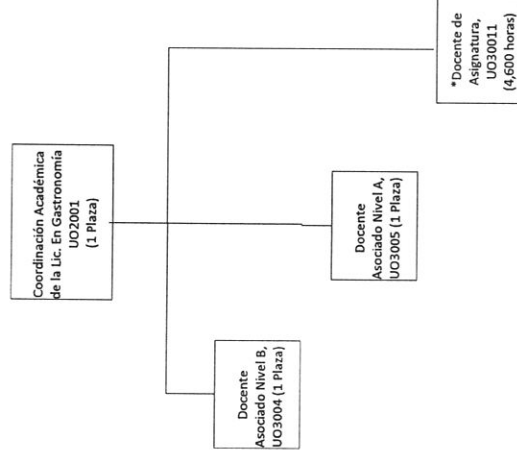 Coordinación Académica
de la Lic. En Gastronomía
UO2001
(1 Plaza)
Docente
Asociado Nivel B,
UO3004 (1 Plaza)
Docente
Asociado Nivel A,
UO3005 (1 Plaza)
*Docente de
Asignatura,
UO30011
(4,600 horas)